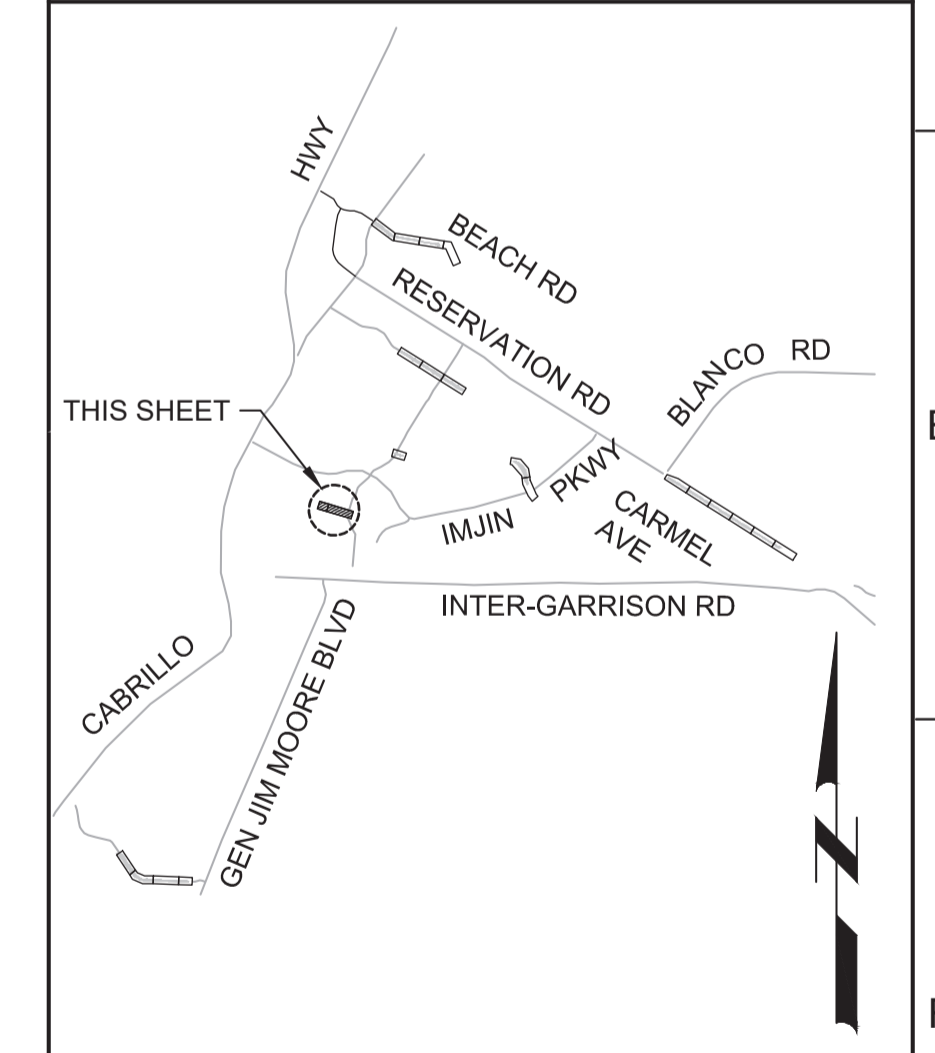 HWY
BEACH RD
RESERVATION RD
BLANCO RD
THIS SHEET
PKWY
IMJIN
CARMEL
AVE
INTER-GARRISON RD
CABRILLO
GEN JIM MOORE BLVD
N